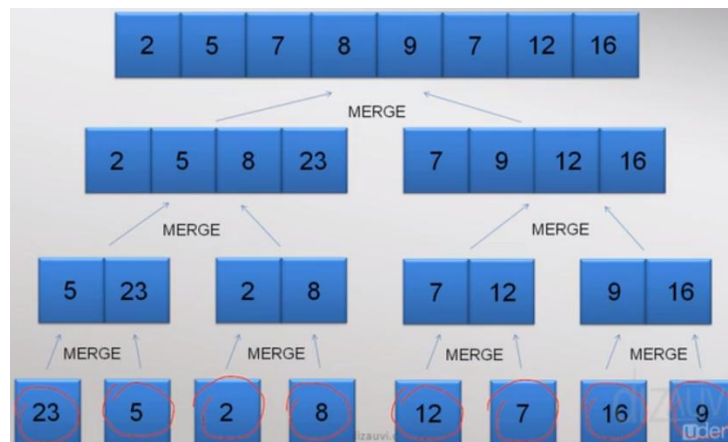 2 5 7 8 9 7 12 16
MERGE
2 5 8 23 7 9 12 16
MERGE MERGE
5 23 2 8 7 12 9 16
MERGE MERGE MERGE MERGE
23 5 2 8 12 7 16 9